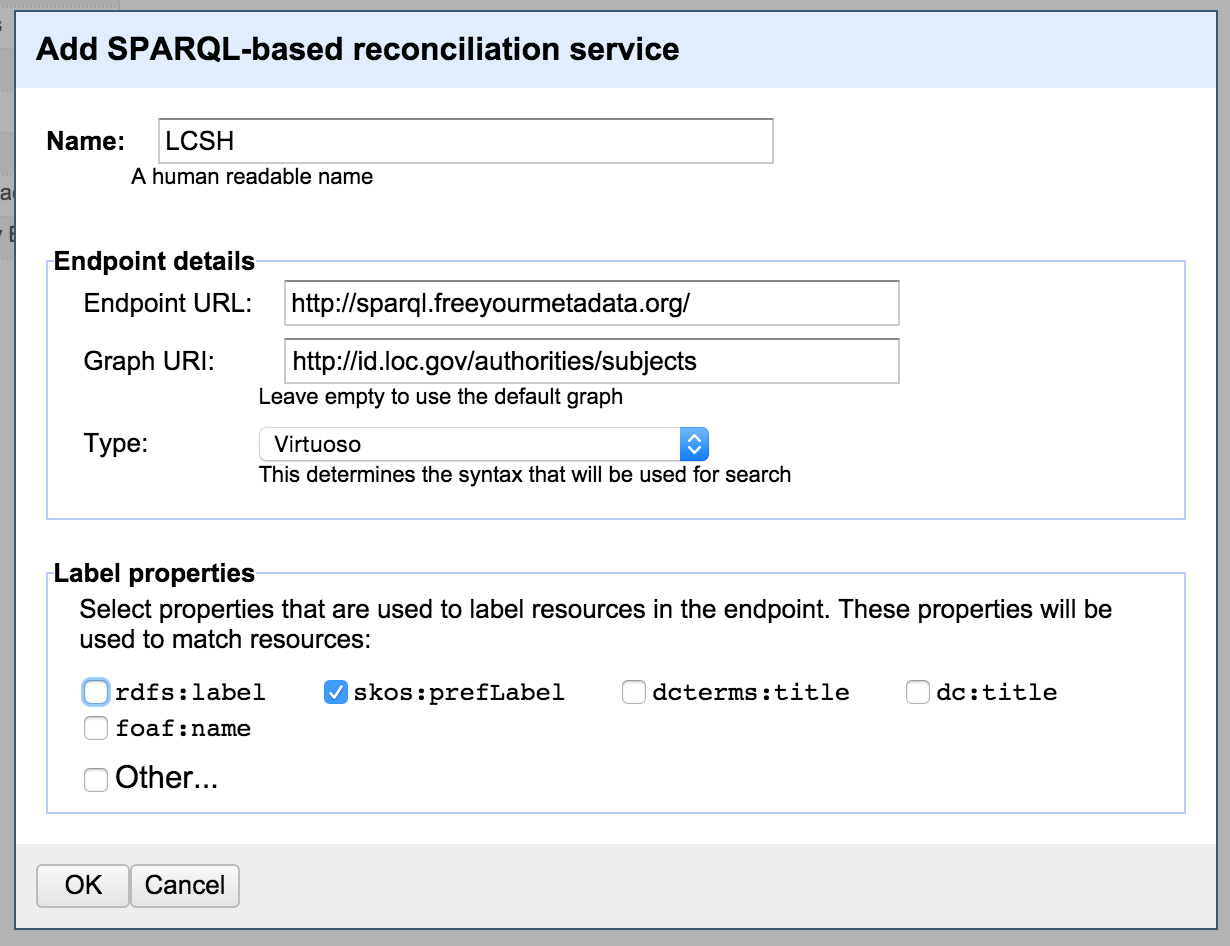 Add SPARQL-based reconciliation service
Name: LCSH
A human readable name
Endpoint details
Endpoint URL: http://sparql.freeyourmetadata.org/
Graph URI: http://id.loc.gov/authorities/subjects
Leave empty to use the default graph
Type: Virtuoso
This determines the syntax that will be used for search
Label properties
Select properties that are used to label resources in the endpoint. These properties will be
used to match resources:
rdfs:label skos:prefLabel dcterms:title dc:title
foaf:name
Other...
OK Cancel